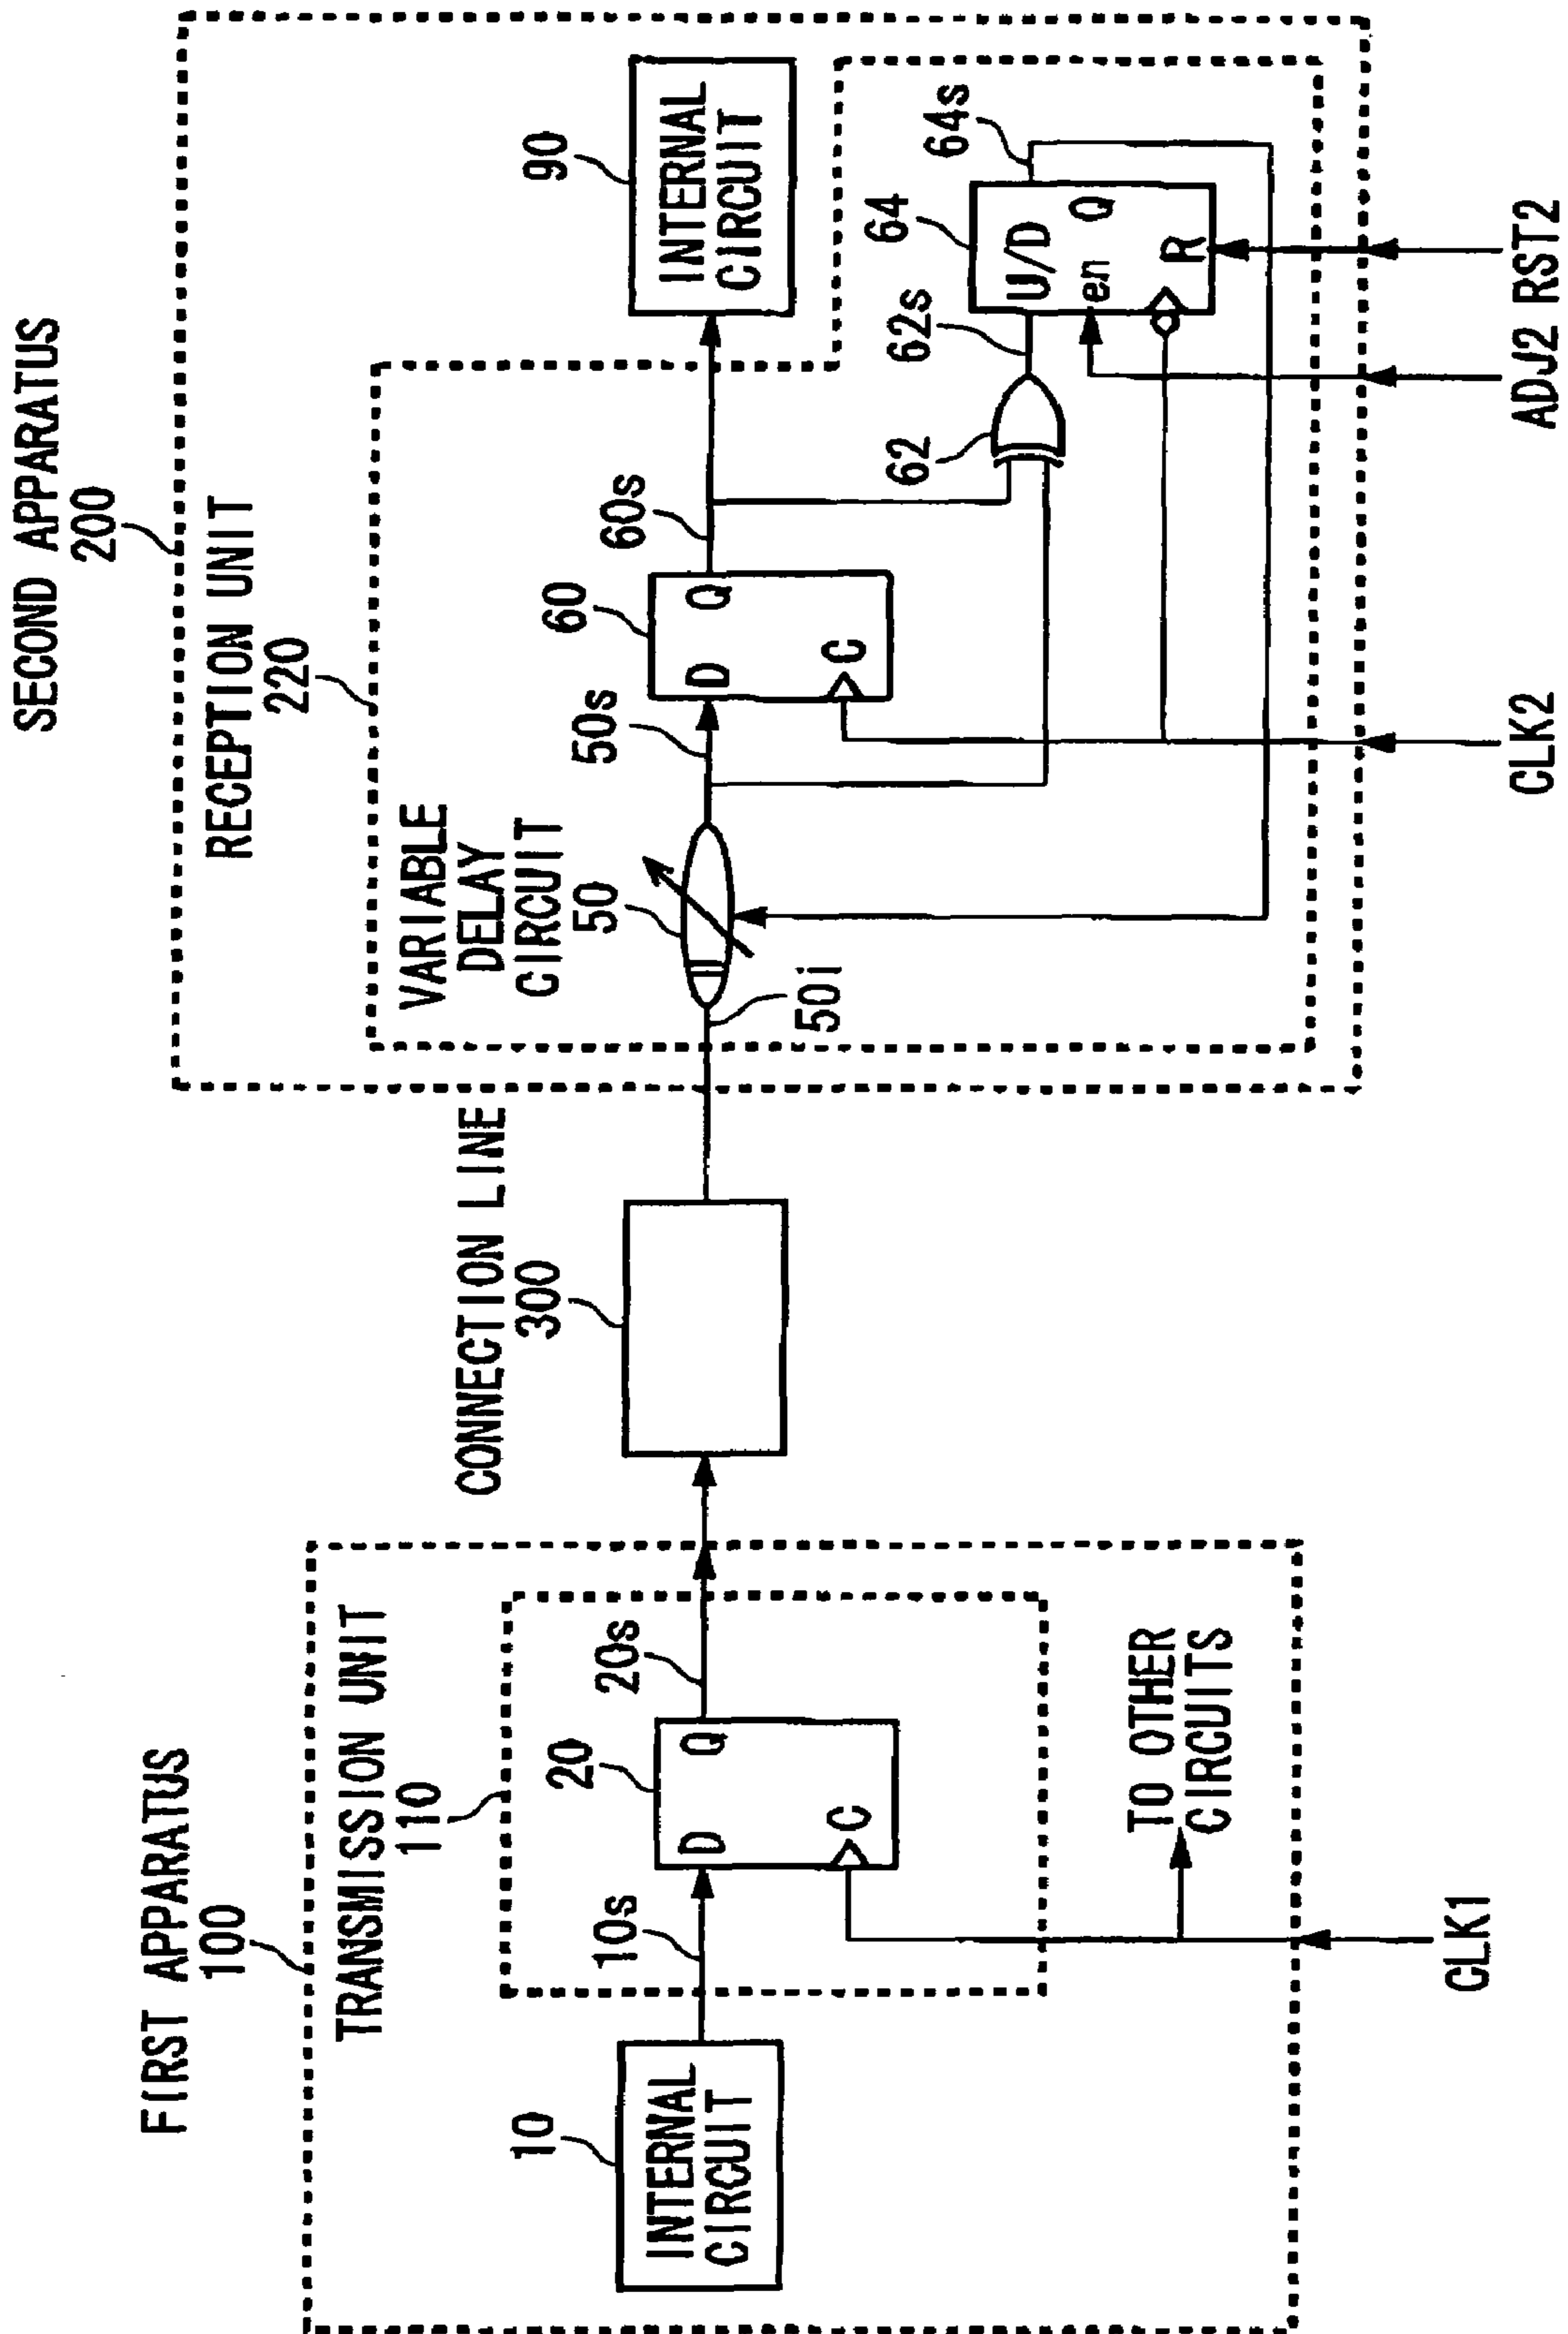 FIRST APPARATUS
100
TRANSMISSION UNIT
110
10
INTERNAL
CIRCUIT
10s
20
D
Q
C
20s
TO OTHER
CIRCUITS
CLK1
CONNECTION LINE
300
SECOND APPARATUS
200
RECEPTION UNIT
220
VARIABLE
DELAY
CIRCUIT
50
50i
50s
60
D
Q
C
60s
62
62s
64
U/D
Q
en
R
64s
90
INTERNAL
CIRCUIT
CLK2
ADJ2
RST2